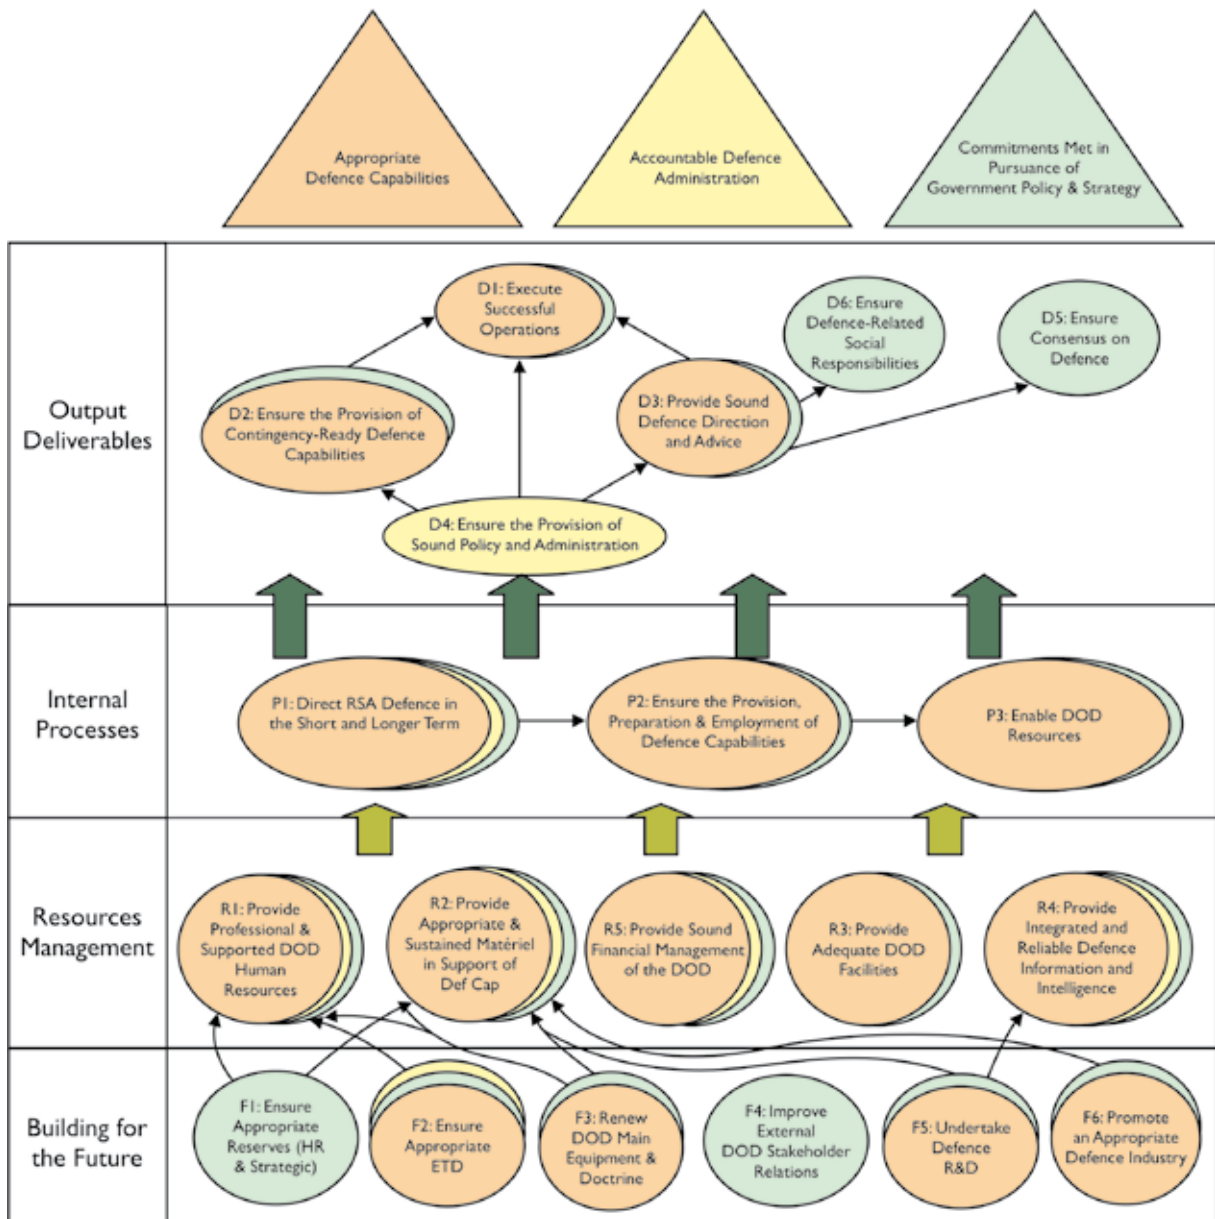 Appropriate
Defence Capabilities
Accountable Defence
Administration
Commitments Met in
Pursuance of
Government Policy & Strategy
Output
Deliverables
D1: Execute
Successful
Operations
D6: Ensure
Defence-Related
Social
Responsibilities
D5: Ensure
Consensus on
Defence
D2: Ensure the Provision of
Contingency-Ready Defence
Capabilities
D3: Provide Sound
Defence Direction
and Advice
D4: Ensure the Provision of
Sound Policy and Administration
Internal
Processes
P1: Direct RSA Defence in
the Short and Longer Term
P2: Ensure the Provision,
Preparation & Employment of
Defence Capabilities
P3: Enable DOD
Resources
Resources
Management
R1: Provide
Professional &
Supported DOD
Human
Resources
R2: Provide
Appropriate &
Sustained Matériel
in Support of
Def Cap
R5: Provide Sound
Financial Management
of the DOD
R3: Provide
Adequate DOD
Facilities
R4: Provide
Integrated and
Reliable Defence
Information and
Intelligence
Building for
the Future
F1: Ensure
Appropriate
Reserves (HR
& Strategic)
F2: Ensure
Appropriate
ETD
F3: Renew
DOD Main
Equipment &
Doctrine
F4: Improve
External
DOD Stakeholder
Relations
F5: Undertake
Defence
R&D
F6: Promote
an Appropriate
Defence Industry